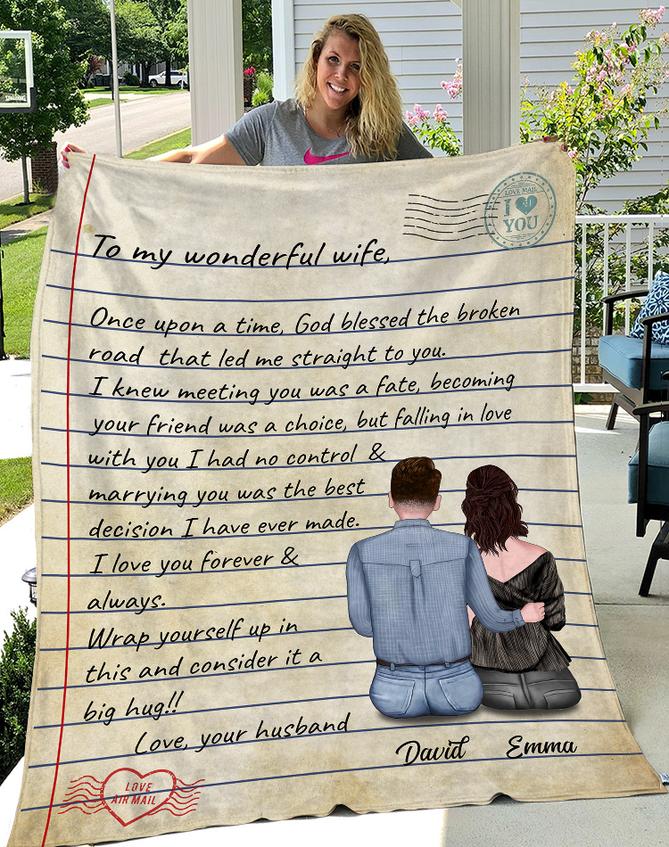 LOVE MAIL
I
YOU
To my wonderful wife,
Once upon a time, God blessed the broken
road that led me straight to you.
I knew meeting you was a fate, becoming
your friend was a choice, but falling in love
with you I had no control &
marrying you was the best
decision I have ever made.
I love you forever &
always.
Wrap yourself up in
this and consider it a
big hug!!
Love, your husband
David Emma
LOVE
AIR MAIL